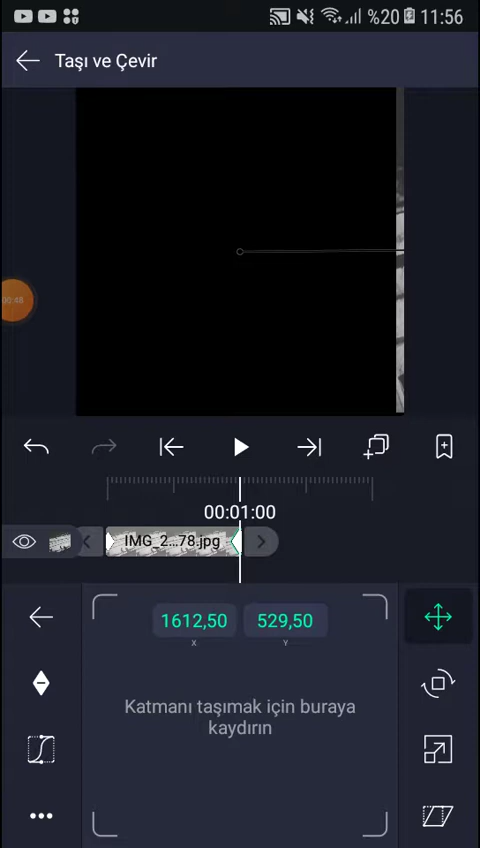 %20 11:56
Taşı ve Çevir
00:48
00:01:00
IMG_2...78.jpg
1612,50 529,50
X Y
Katmanı taşımak için buraya
kaydırın